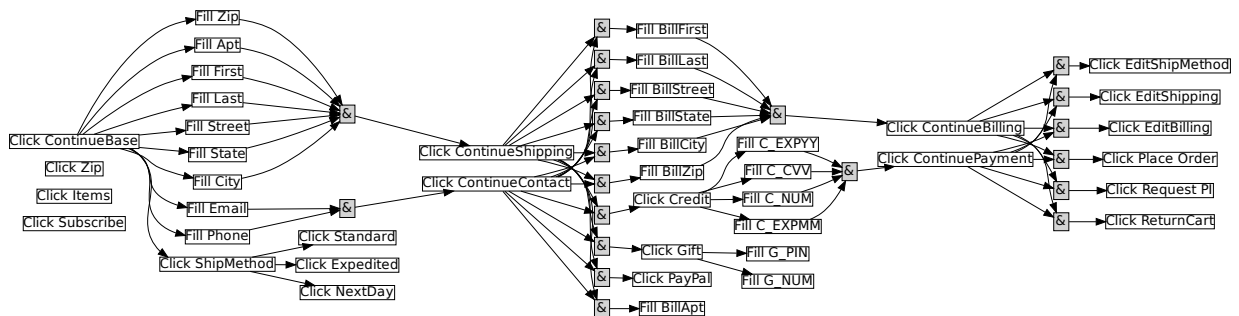 Click ContinueBase
Click Zip
Click Items
Click Subscribe
Fill Zip
Fill Apt
Fill First
Fill Last
Fill Street
Fill State
Fill City
Fill Email
Fill Phone
Click ShipMethod
Click Standard
Click Expedited
Click NextDay
&
&
Click ContinueShipping
Click ContinueContact
&
&
&
&
&
&
&
&
&
&
Fill BillFirst
Fill BillLast
Fill BillStreet
Fill BillState
Fill BillCity
Fill BillZip
Click Credit
Click Gift
Click PayPal
Fill BillApt
&
Fill C_EXPYY
Fill C_CVV
Fill C_NUM
Fill C_EXPMM
Fill G_PIN
Fill G_NUM
&
Click ContinueBilling
Click ContinuePayment
&
&
&
&
&
&
Click EditShipMethod
Click EditShipping
Click EditBilling
Click Place Order
Click Request PI
Click ReturnCart